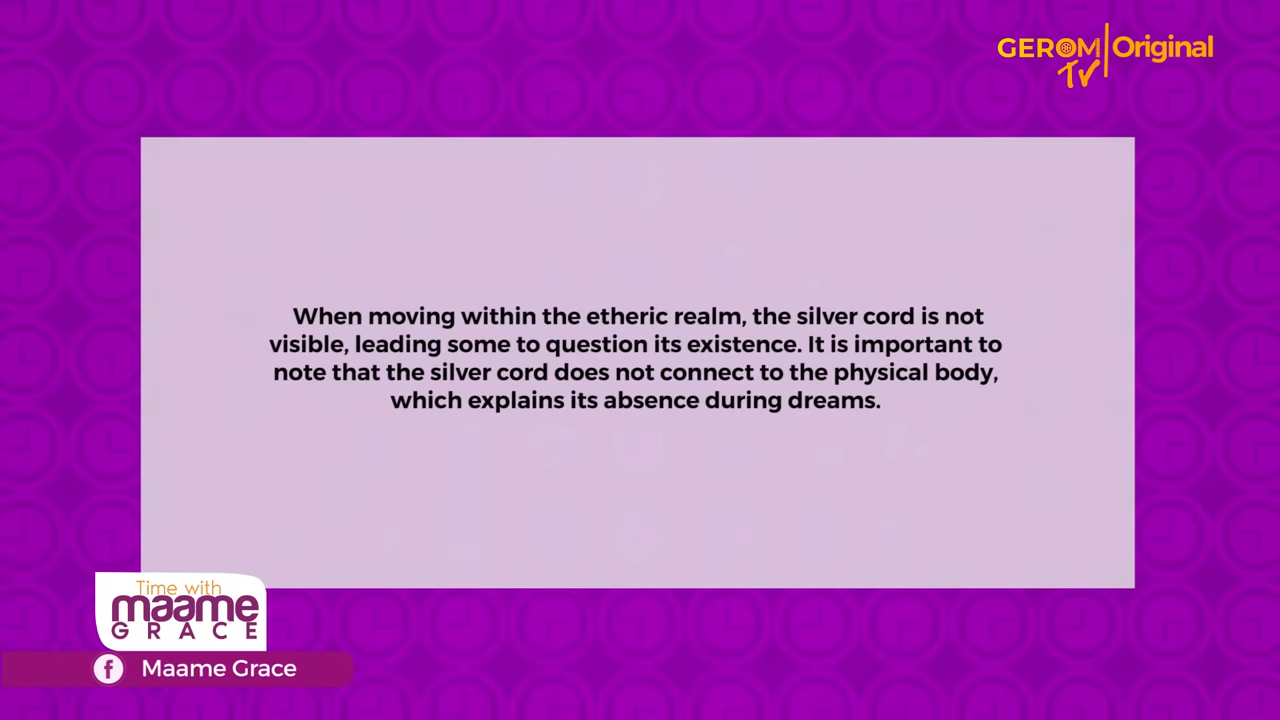 GEROM TV Original
When moving within the etheric realm, the silver cord is not
visible, leading some to question its existence. It is important to
note that the silver cord does not connect to the physical body,
which explains its absence during dreams.
Time with
maame
GRACE
Maame Grace